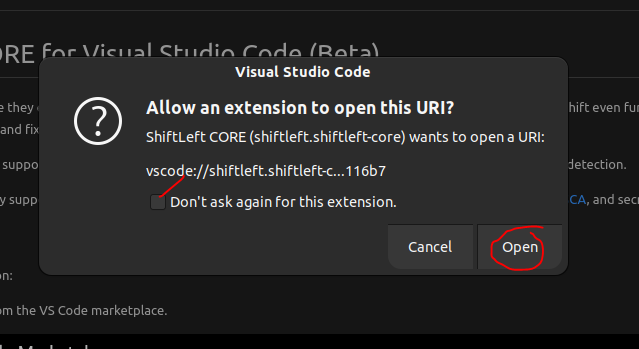 ORE for Visual Studio Code (Beta)
Visual Studio Code
Allow an extension to open this URI?
ShiftLeft CORE (shiftleft.shiftleft-core) wants to open a URI:
vscode://shiftleft.shiftleft-c...116b7
Don't ask again for this extension.
Cancel
Open
e they
hift even fur
and fix
suppo
detection.
y supp
CA, and secr
on:
om the VS Code marketplace.